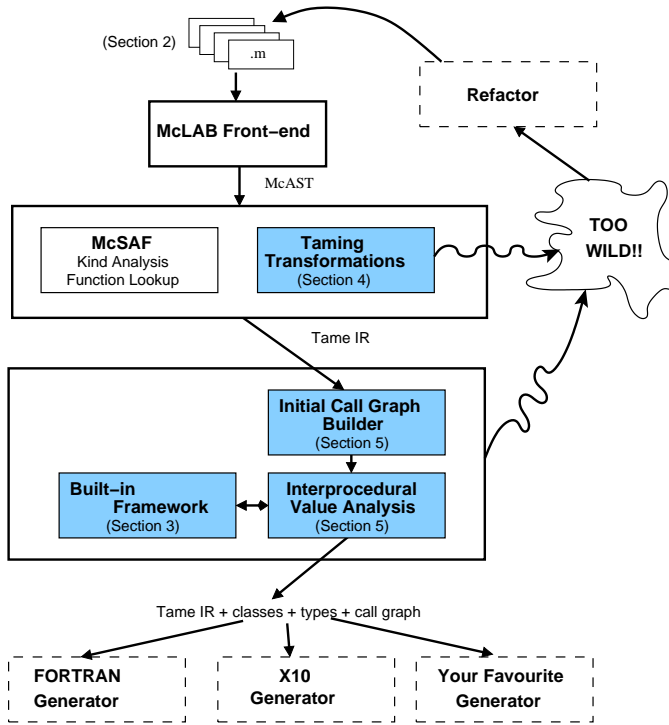 (Section 2)
.m
Refactor
McLAB Front−end
McAST
McSAF
Kind Analysis
Function Lookup
Taming
Transformations
(Section 4)
TOO
WILD!!
Tame IR
Initial Call Graph
Builder
(Section 5)
Built−in
Framework
(Section 3)
Interprocedural
Value Analysis
(Section 5)
Tame IR + classes + types + call graph
FORTRAN
Generator
X10
Generator
Your Favourite
Generator